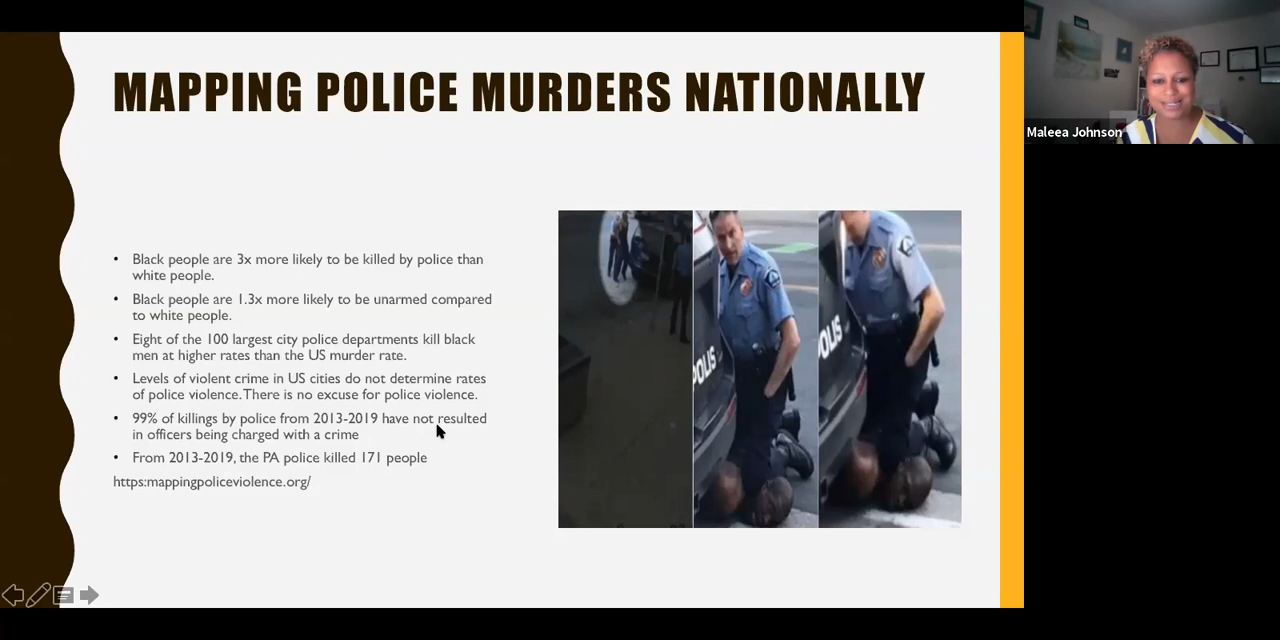 MAPPING POLICE MURDERS NATIONALLY
Maleea Johnson
• Black people are 3x more likely to be killed by police than
white people.
• Black people are 1.3x more likely to be unarmed compared
to white people.
• Eight of the 100 largest city police departments kill black
men at higher rates than the US murder rate.
• Levels of violent crime in US cities do not determine rates
of police violence. There is no excuse for police violence.
• 99% of killings by police from 2013-2019 have not resulted
in officers being charged with a crime
• From 2013-2019, the PA police killed 171 people
https:mappingpoliceviolence.org/
POLIS
POLIS